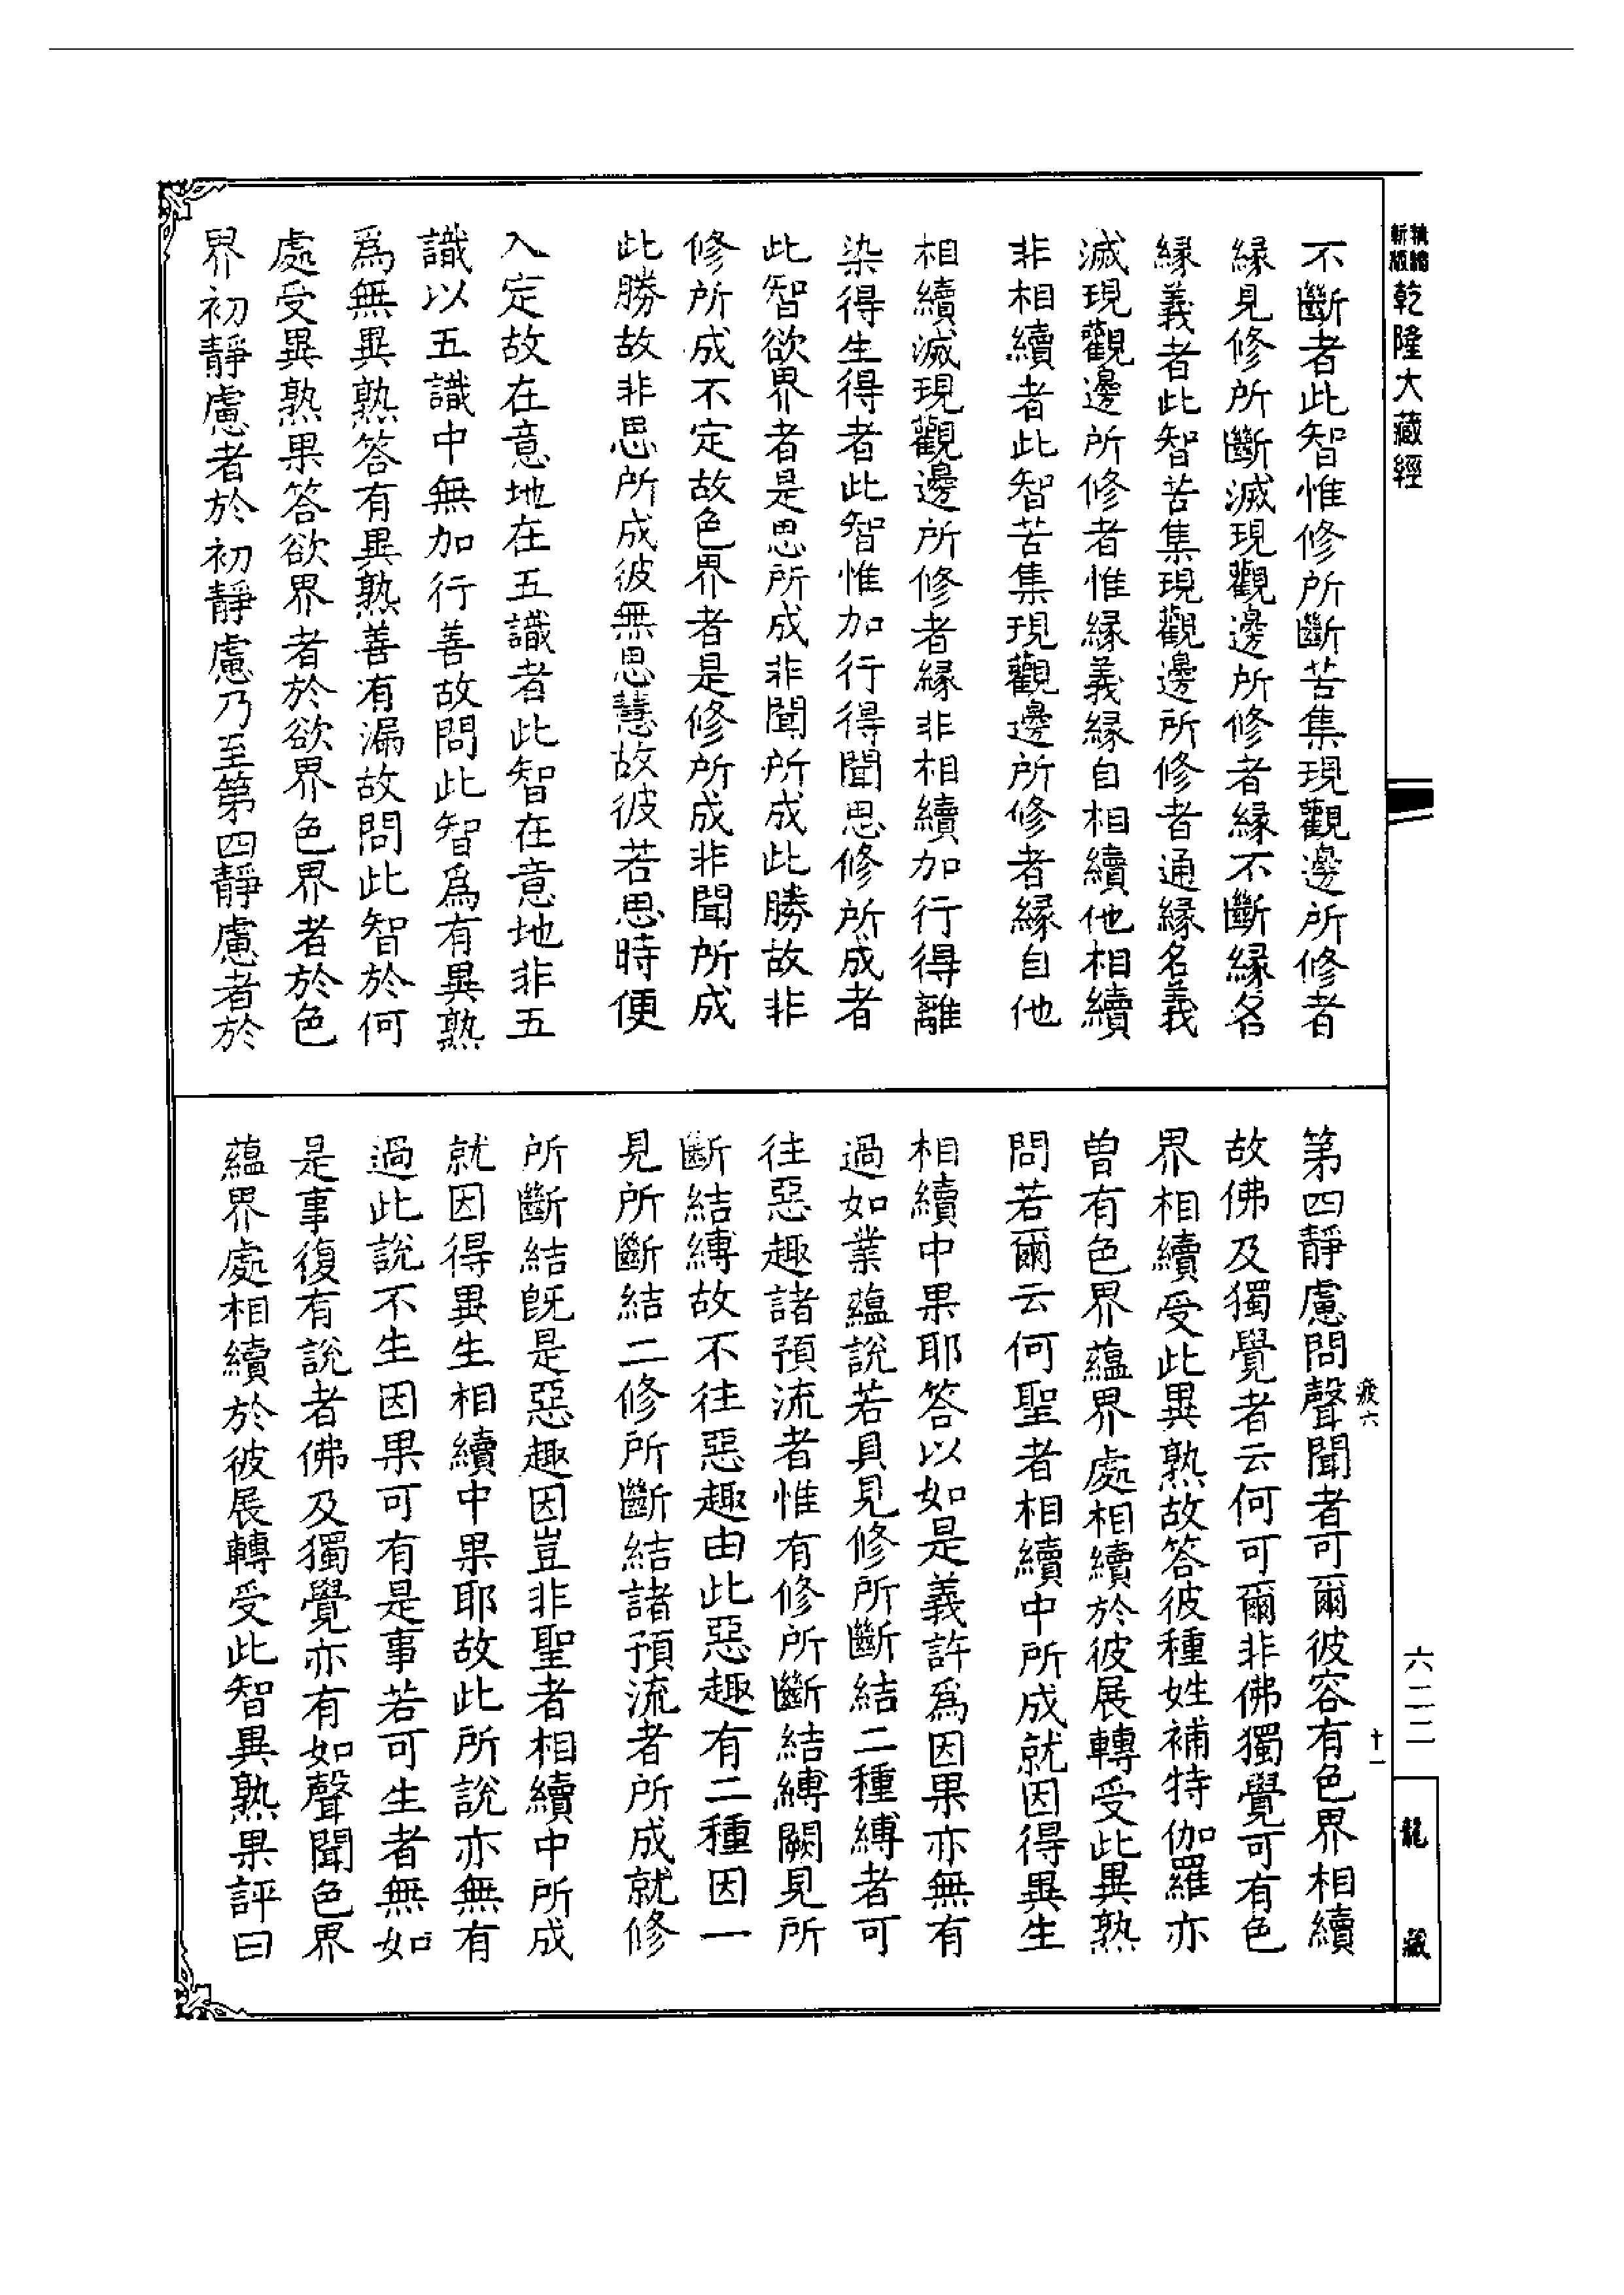 執縮
新版
乾隆大藏經
不斷者此智惟修所斷苦集現觀邊所修者
緣見修所斷滅現觀邊所修者緣不斷緣名
緣義者此智苦集現觀邊所修者通緣名義
滅現觀邊所修者惟緣義緣自相續他相續
非相續者此智苦集現觀邊所修者緣自他
相續滅現觀邊所修者緣非相續加行得離
染得生得者此智惟加行得聞思修所成者
此智欲界者是思所成非聞所成此勝故非
修所成不定故色界者是修所成非聞所成
此勝故非思所成彼無思慧故彼若思時便
入定故在意地在五識者此智在意地非五
識以五識中無加行善故問此智爲有異熟
爲無異熟答有異熟善有漏故問此智於何
處受異熟果答欲界者於欲界色界者於色
界初靜慮者於初靜慮乃至第四靜慮者於
第四靜慮問聲聞者可爾彼容有色界相續
故佛及獨覺者云何可爾非佛獨覺可有色
界相續受此異熟故答彼種姓補特伽羅亦
曾有色界蘊界處相續於彼展轉受此異熟
問若爾云何聖者相續中所成就因得異生
相續中果耶答以如是義許爲因果亦無有
過如業蘊說若具見修所斷結二種縛者可
往惡趣諸預流者惟有修所斷結縛闕見所
斷結縛故不往惡趣由此惡趣有二種因一
見所斷結二修所斷結諸預流者所成就修
所斷結旣是惡趣因豈非聖者相續中所成
就因得異生相續中果耶故此所說亦無有
過此說不生因果可有是事若可生者無如
是事復有說者佛及獨覺亦有如聲聞色界
蘊界處相續於彼展轉受此智異熟果評曰
疲六
十一
六二二
龍藏